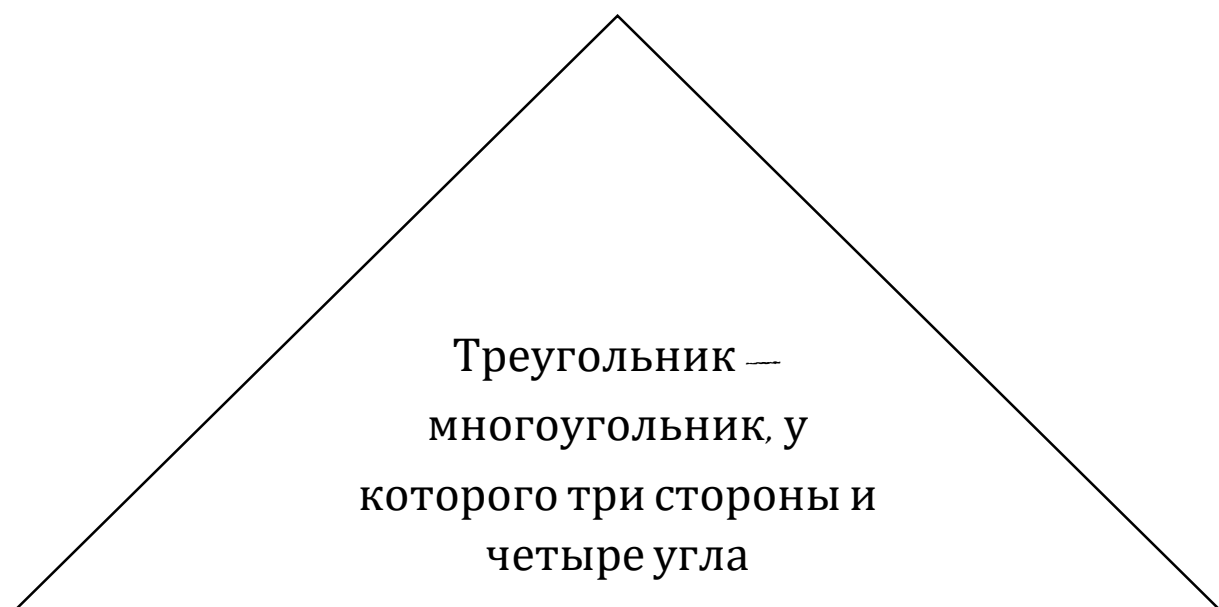 Треугольник —
многоугольник, у
которого три стороны и
четыре угла